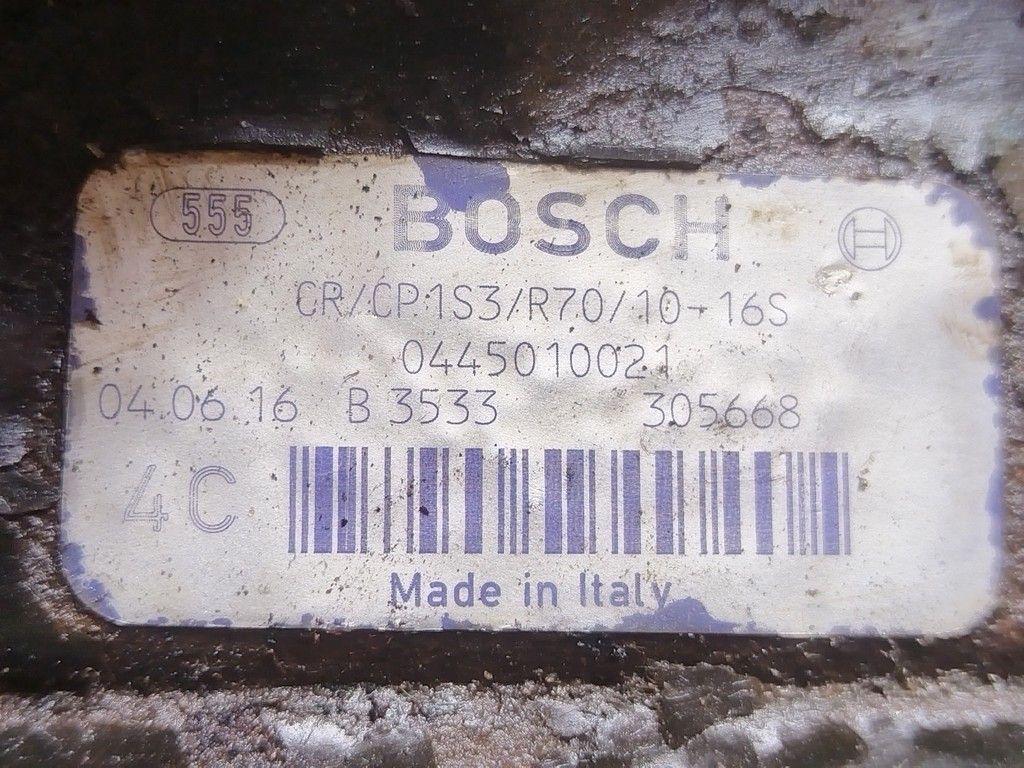 555 BOSCH
CR/CP1S3/R70/10-16S
0445010021
04.06.16 B 3533 305668
4C
Made in Italy